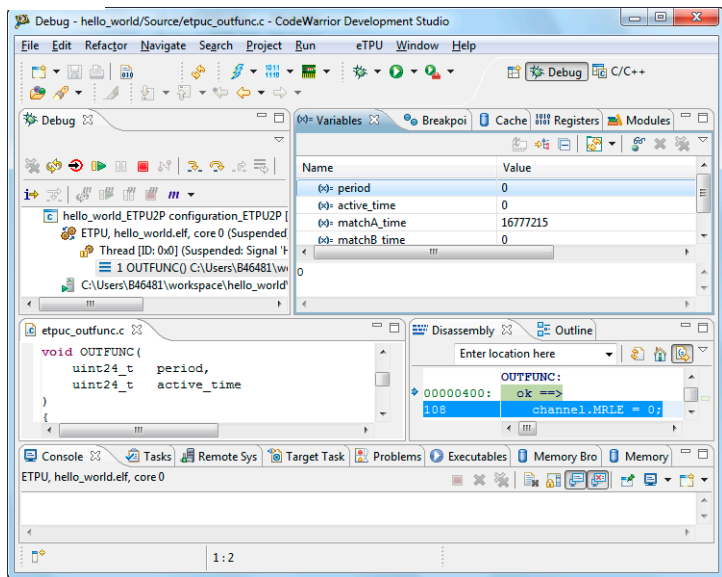 Debug - hello_world/Source/etpuc_outfunc.c - CodeWarrior Development Studio
File Edit Refactor Navigate Search Project Run eTPU Window Help
Debug C/C++
Debug
(x)= Variables Breakpoi Cache Registers Modules
Name Value
(x)= period 0
(x)= active_time 0
(x)= matchA_time 16777215
(x)= matchB_time 0
0
hello_world_ETPU2P configuration_ETPU2P [
ETPU, hello_world.elf, core 0 (Suspended
Thread [ID: 0x0] (Suspended: Signal 'H
1 OUTFUNC() C:\Users\B46481\w
C:\Users\B46481\workspace\hello_world'
etpuc_outfunc.c
void OUTFUNC(
uint24_t period,
uint24_t active_time
)
{
Disassembly Outline
Enter location here
OUTFUNC:
00000400: ok ==>
108 channel.MRLE = 0;
Console Tasks Remote Sys Target Task Problems Executables Memory Bro Memory
ETPU, hello_world.elf, core 0
1:2